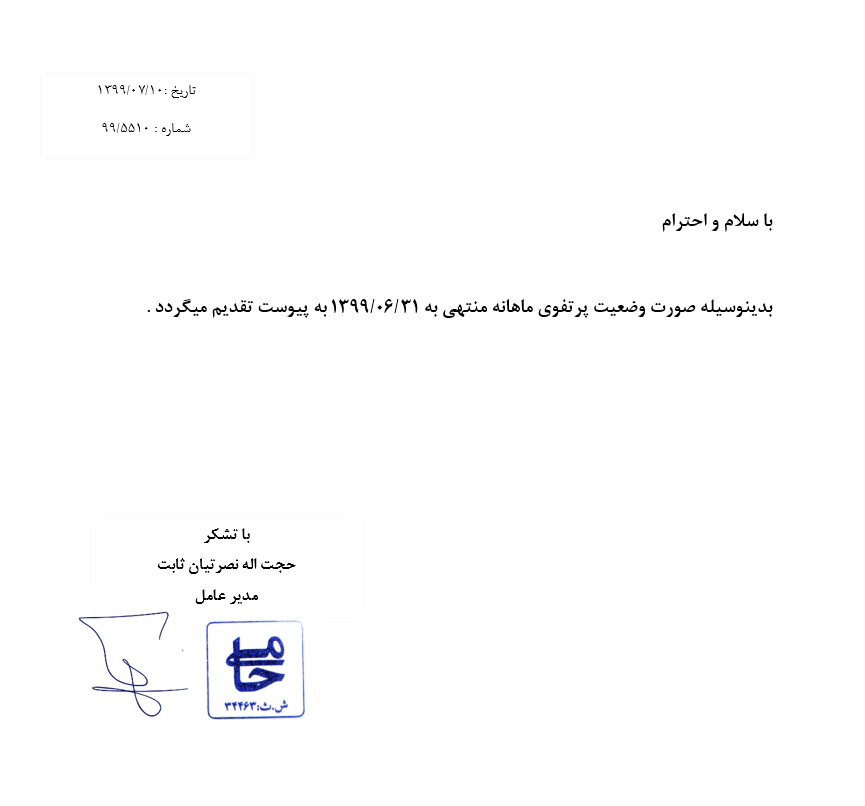 تاریخ :۱۳۹۹/۰۷/۱۰
شماره : ۹۹/۵۵۱۰
با سلام و احترام
بدینوسیله صورت وضعیت پرتفوی ماهانه منتهی به ۱۳۹۹/۰۶/۳۱ به پیوست تقدیم میگردد .
با تشکر
حجت اله نصرتیان ثابت
مدیر عامل
حامی
ش.ث:۳۴۴۶۳